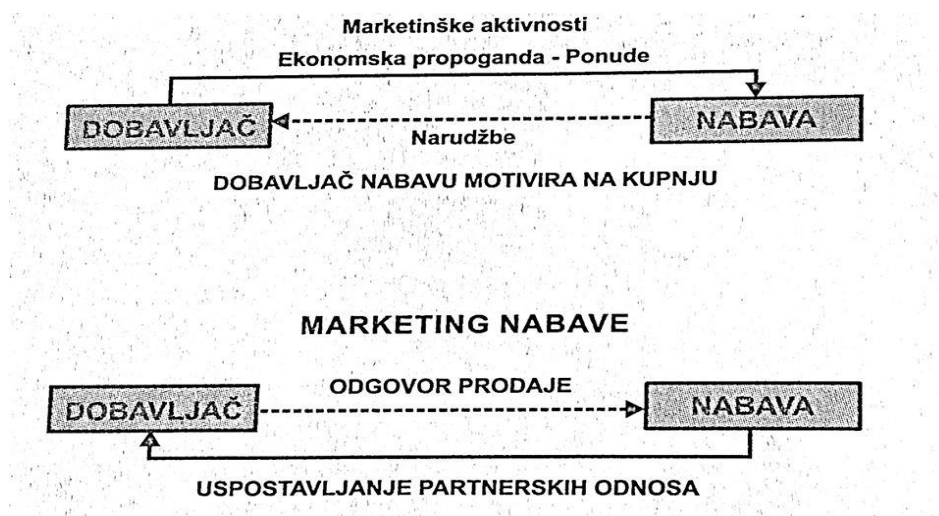 Marketinške aktivnosti
Ekonomska propoganda - Ponude
DOBAVLJAČ
NABAVA
Narudžbe
DOBAVLJAČ NABAVU MOTIVIRA NA KUPNJU
MARKETING NABAVE
ODGOVOR PRODAJE
DOBAVLJAČ
NABAVA
USPOSTAVLJANJE PARTNERSKIH ODNOSA